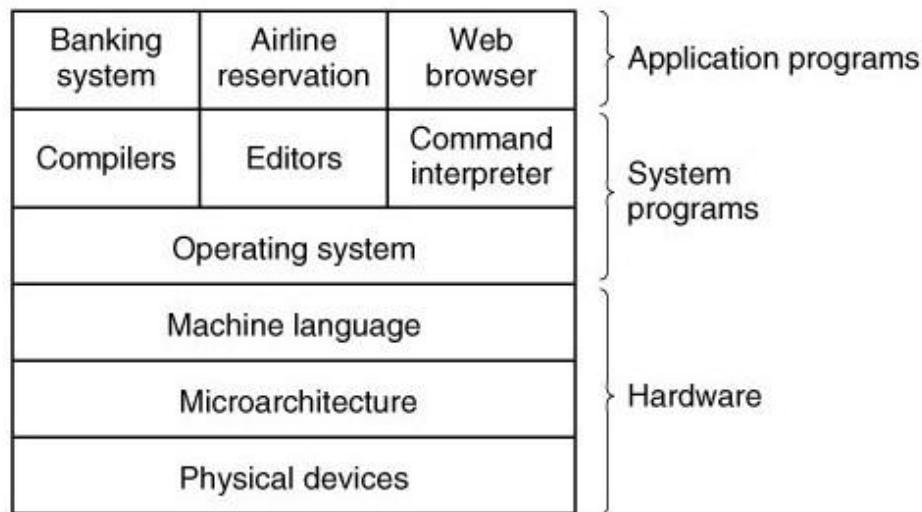 Banking
system
Airline
reservation
Web
browser
Application programs
Compilers
Editors
Command
interpreter
System
programs
Operating system
Machine language
Microarchitecture
Hardware
Physical devices